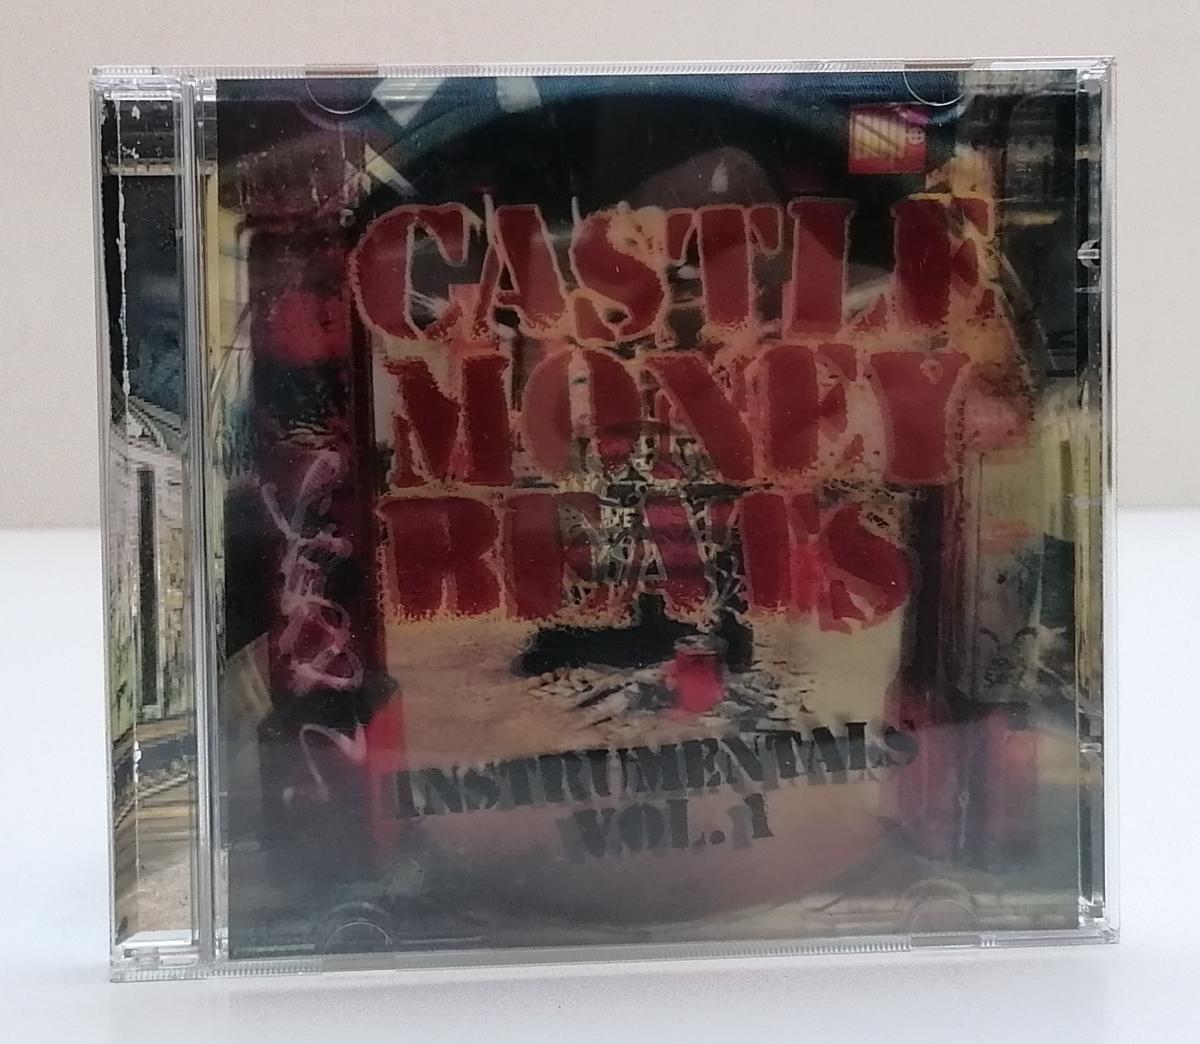 CASTLE
MONEY
BEATS
INSTRUMENTALS
VOL. 1